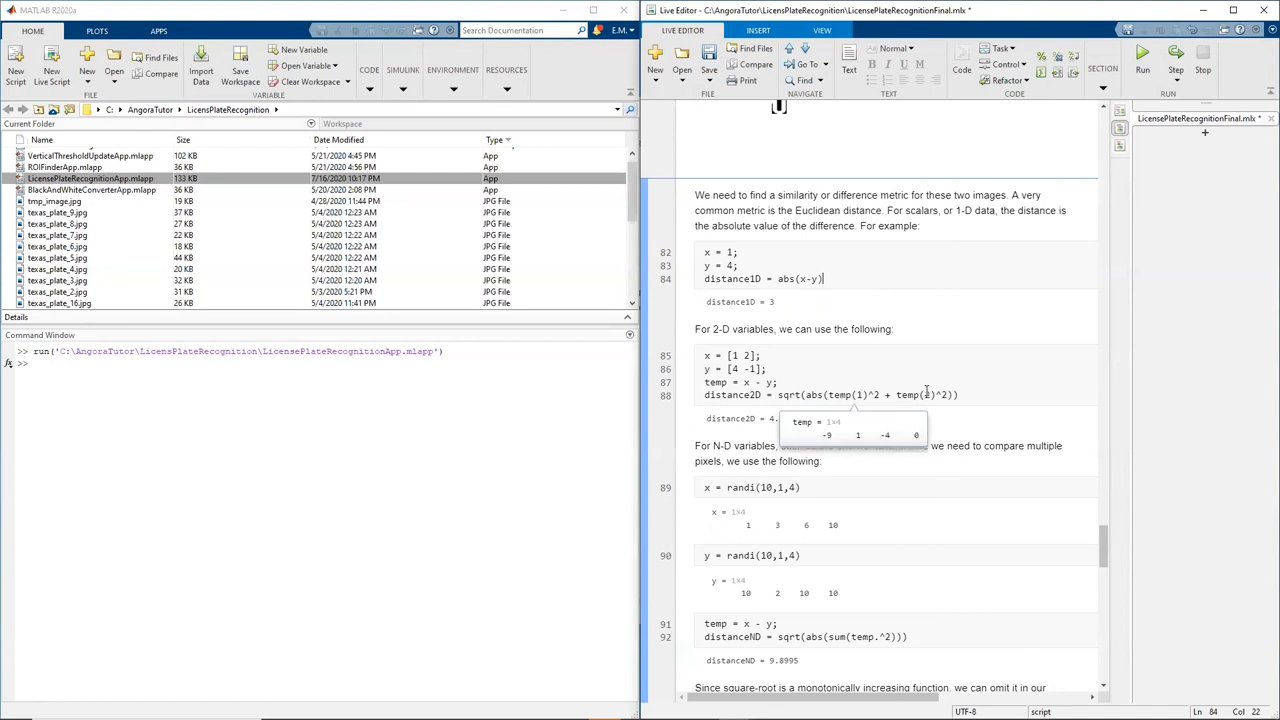 MATLAB R2020a
HOME PLOTS APPS
Search Documentation
E.M.
New Script
New Live Script
New
Open
Find Files
Compare
Import Data
Save Workspace
New Variable
Open Variable
Clear Workspace
CODE
SIMULINK
ENVIRONMENT
RESOURCES
FILE
VARIABLE
C: AngoraTutor LicensPlateRecognition
Current Folder
Workspace
Name Size Date Modified Type
VerticalThresholdUpdateApp.mlapp 102 KB 5/21/2020 4:45 PM App
ROIFinderApp.mlapp 36 KB 5/21/2020 4:56 PM App
LicensePlateRecognitionApp.mlapp 133 KB 7/16/2020 10:17 PM App
BlackAndWhiteConverterApp.mlapp 36 KB 5/20/2020 2:08 PM App
tmp_image.jpg 19 KB 4/28/2020 11:44 PM JPG File
texas_plate_9.jpg 37 KB 5/4/2020 12:23 AM JPG File
texas_plate_8.jpg 27 KB 5/4/2020 12:23 AM JPG File
texas_plate_7.jpg 22 KB 5/4/2020 12:22 AM JPG File
texas_plate_6.jpg 18 KB 5/4/2020 12:22 AM JPG File
texas_plate_5.jpg 44 KB 5/4/2020 12:22 AM JPG File
texas_plate_4.jpg 20 KB 5/4/2020 12:21 AM JPG File
texas_plate_3.jpg 32 KB 5/4/2020 12:20 AM JPG File
texas_plate_2.jpg 31 KB 5/3/2020 5:21 PM JPG File
texas_plate_16.jpg 26 KB 5/4/2020 11:41 PM JPG File
Details
Command Window
>> run('C:\AngoraTutor\LicensPlateRecognition\LicensePlateRecognitionApp.mlapp')
fx >>
Live Editor - C:\AngoraTutor\LicensPlateRecognition\LicensePlateRecognitionFinal.mlx *
LIVE EDITOR INSERT VIEW
New
Open
Save
Find Files
Compare
Print
Go To
Find
Text
Normal
B I U M
Code
Task
Control
Refactor
SECTION
Run
Step
Stop
FILE
NAVIGATE
TEXT
CODE
RUN
LicensePlateRecognitionFinal.mlx *
We need to find a similarity or difference metric for these two images. A very
common metric is the Euclidean distance. For scalars, or 1-D data, the distance is
the absolute value of the difference. For example:
82 x = 1;
83 y = 4;
84 distance1D = abs(x-y)
distance1D = 3
For 2-D variables, we can use the following:
85 x = [1 2];
86 y = [4 -1];
87 temp = x - y;
88 distance2D = sqrt(abs(temp(1)^2 + temp(2)^2))
distance2D = 4.
temp = 1×4
-9 1 -4 0
For N-D variables, we need to compare multiple
pixels, we use the following:
89 x = randi(10,1,4)
x = 1×4
1 3 6 10
90 y = randi(10,1,4)
y = 1×4
10 2 10 10
91 temp = x - y;
92 distanceND = sqrt(abs(sum(temp.^2)))
distanceND = 9.8995
Since square-root is a monotonically increasing function, we can omit it in our
UTF-8 script Ln 84 Col 22